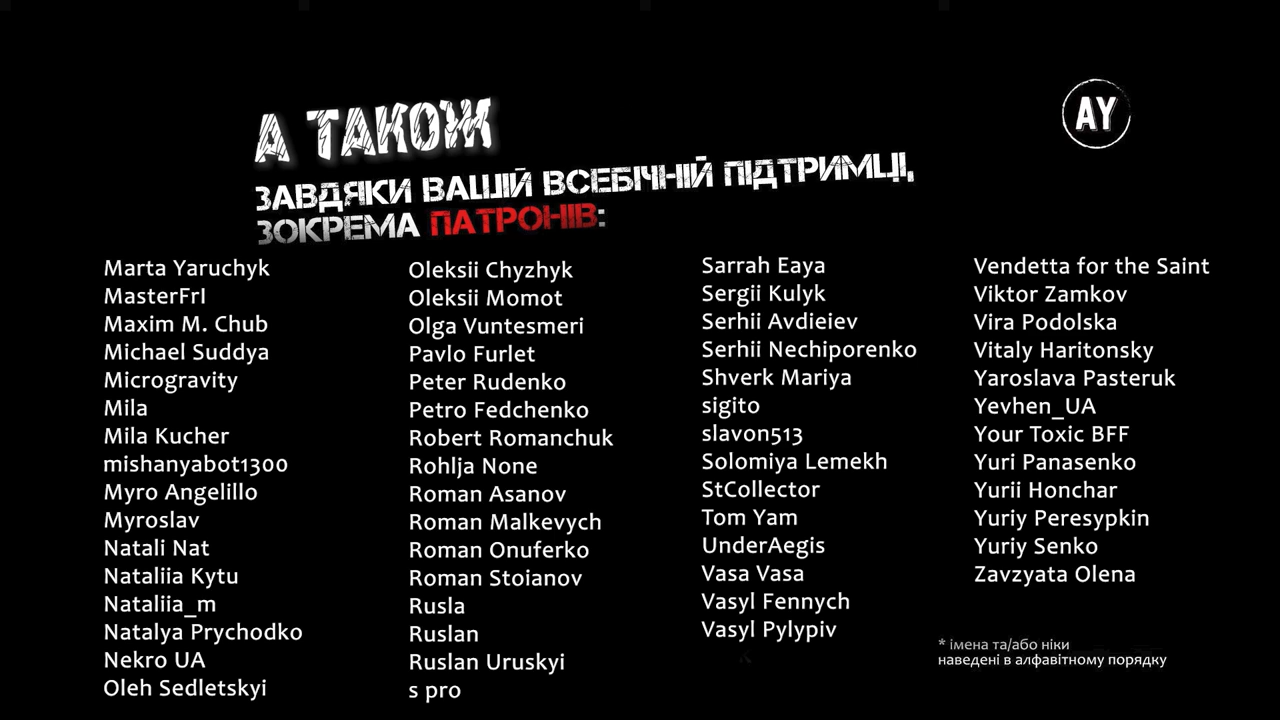 А ТАКОЖ
AY
ЗАВДЯКИ ВАШІЙ ВСЕБІЧНІЙ ПІДТРИМЦІ,
ЗОКРЕМА ПАТРОНІВ:
Marta Yaruchyk
MasterFrI
Maxim M. Chub
Michael Suddya
Microgravity
Mila
Mila Kucher
mishanyabot1300
Myro Angelillo
Myroslav
Natali Nat
Nataliia Kytu
Nataliia_m
Natalya Prychodko
Nekro UA
Oleh Sedletskyi
Oleksii Chyzhyk
Oleksii Momot
Olga Vuntesmeri
Pavlo Furlet
Peter Rudenko
Petro Fedchenko
Robert Romanchuk
Rohlja None
Roman Asanov
Roman Malkevych
Roman Onuferko
Roman Stoianov
Rusla
Ruslan
Ruslan Uruskyi
s pro
Sarrah Eaya
Sergii Kulyk
Serhii Avdieiev
Serhii Nechiporenko
Shverk Mariya
sigito
slavon513
Solomiya Lemekh
StCollector
Tom Yam
UnderAegis
Vasa Vasa
Vasyl Fennych
Vasyl Pylypiv
Vendetta for the Saint
Viktor Zamkov
Vira Podolska
Vitaly Haritonsky
Yaroslava Pasteruk
Yevhen_UA
Your Toxic BFF
Yuri Panasenko
Yurii Honchar
Yuriy Peresypkin
Yuriy Senko
Zavzyata Olena
* імена та/або ніки
наведені в алфавітному порядку